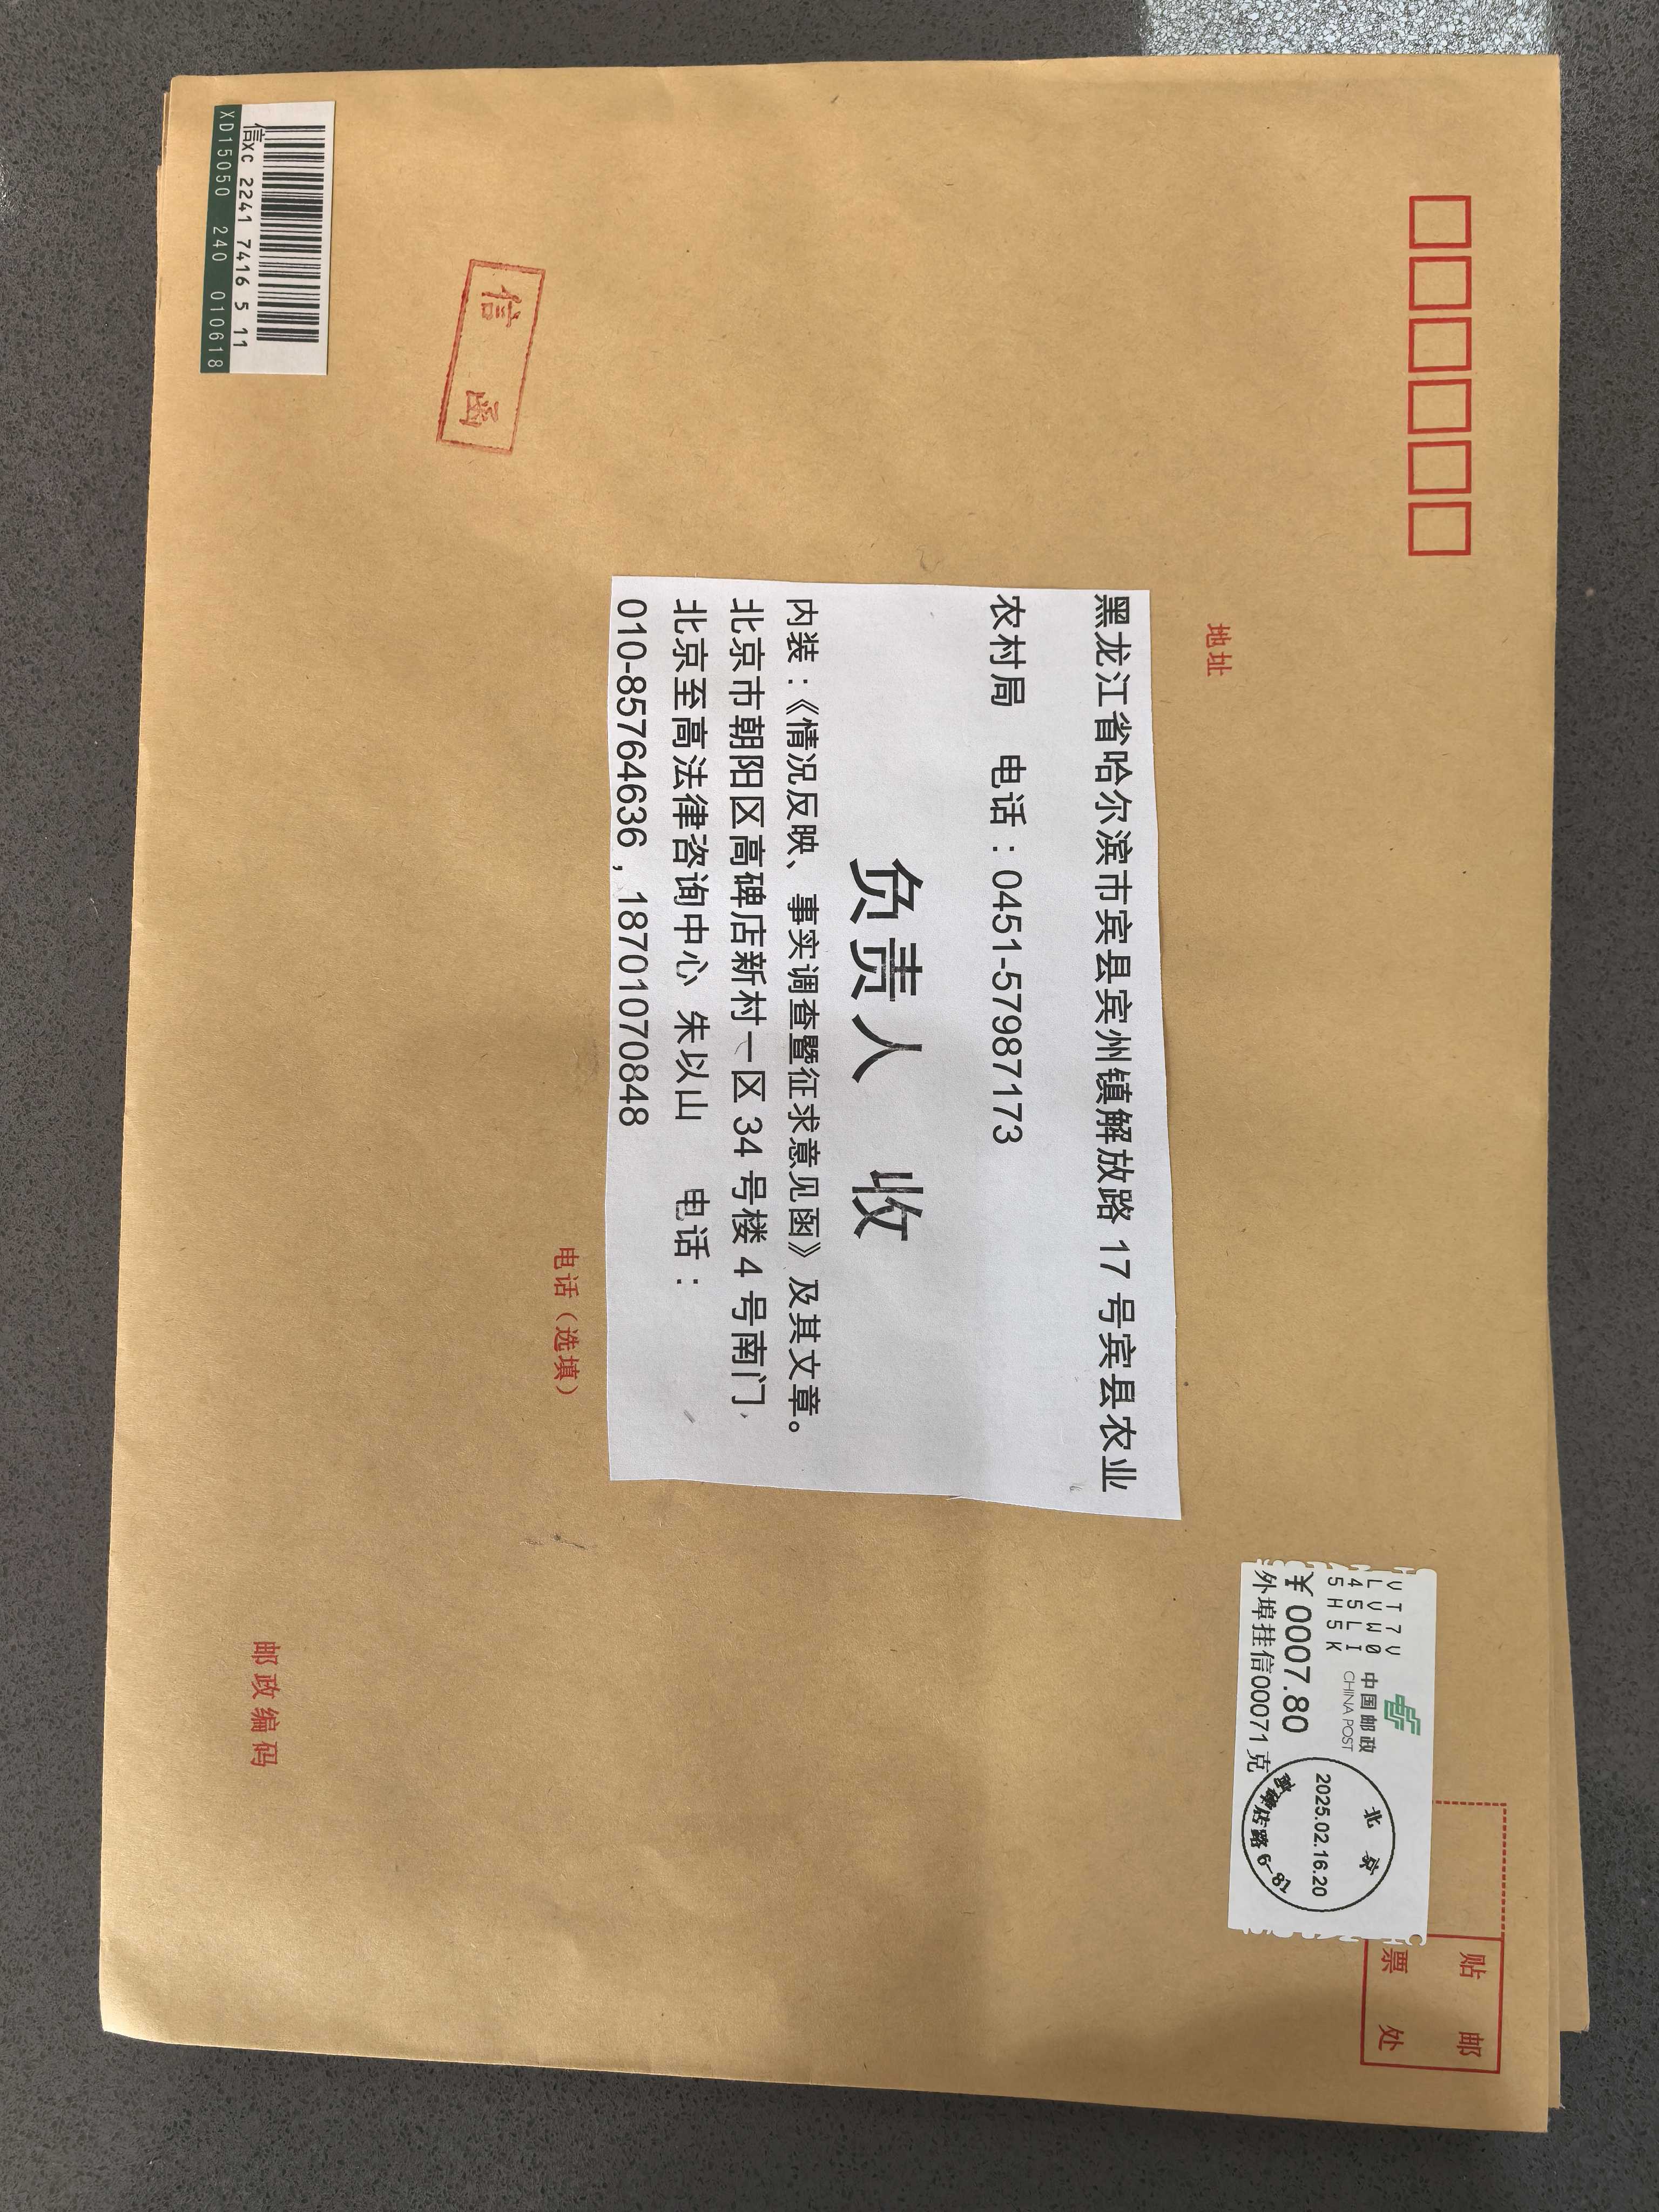 信XC 2241 7416 5 11
XD15050 240 010618
信函
地址
黑龙江省哈尔滨市宾县宾州镇解放路 17 号宾县农业
农村局 电话：0451-57987173
负责人 收
内装：《情况反映、事实调查暨征求意见函》及其文章。
北京市朝阳区高碑店新村一区 34 号楼 4 号南门
北京至高法律咨询中心 朱以山 电话：
010-85764636，18701070848
电话（选填）
VT7V
LVW0
45LI
5H5K
中国邮政
CHINA POST
¥0007.80
外埠挂信00071克
北京
2025.02.16.20
贴邮
票处
邮政编码